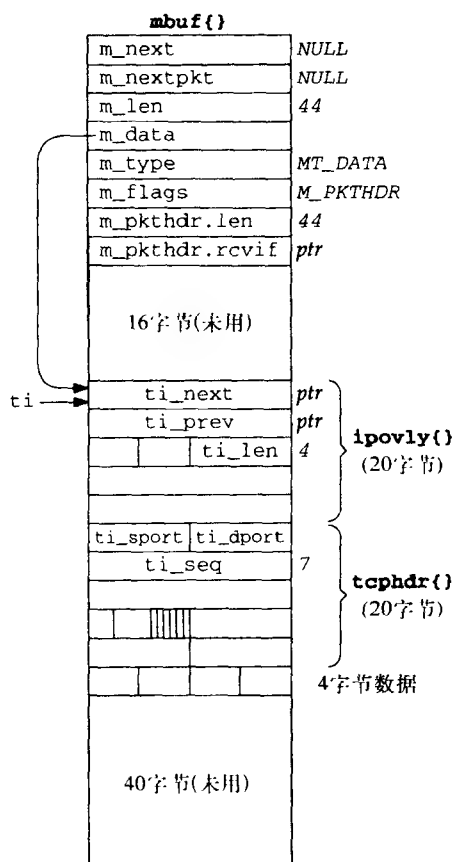 mbuf{}
m_next NULL
m_nextpkt NULL
m_len 44
m_data
m_type MT_DATA
m_flags M_PKTHDR
m_pkthdr.len 44
m_pkthdr.rcvif ptr
16字节(未用)
ti
ti_next ptr
ti_prev ptr
ti_len 4
ipovly{}
(20字节)
ti_sport ti_dport
ti_seq 7
tcphdr{}
(20字节)
4字节数据
40字节(未用)